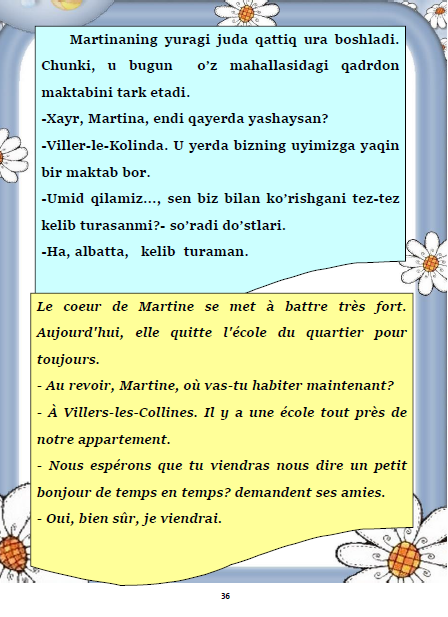 Martinaning yuragi juda qattiq ura boshladi.
Chunki, u bugun o’z mahallasidagi qadrdon
maktabini tark etadi.
-Xayr, Martina, endi qayerda yashaysan?
-Viller-le-Kolinda. U yerda bizning uyimizga yaqin
bir maktab bor.
-Umid qilamiz..., sen biz bilan ko’rishgani tez-tez
kelib turasanmi?- so’radi do’stlari.
-Ha, albatta, kelib turaman.
Le coeur de Martine se met à battre très fort.
Aujourd'hui, elle quitte l'école du quartier pour
toujours.
- Au revoir, Martine, où vas-tu habiter maintenant?
- À Villers-les-Collines. Il y a une école tout près de
notre appartement.
- Nous espérons que tu viendras nous dire un petit
bonjour de temps en temps? demandent ses amies.
- Oui, bien sûr, je viendrai.
36